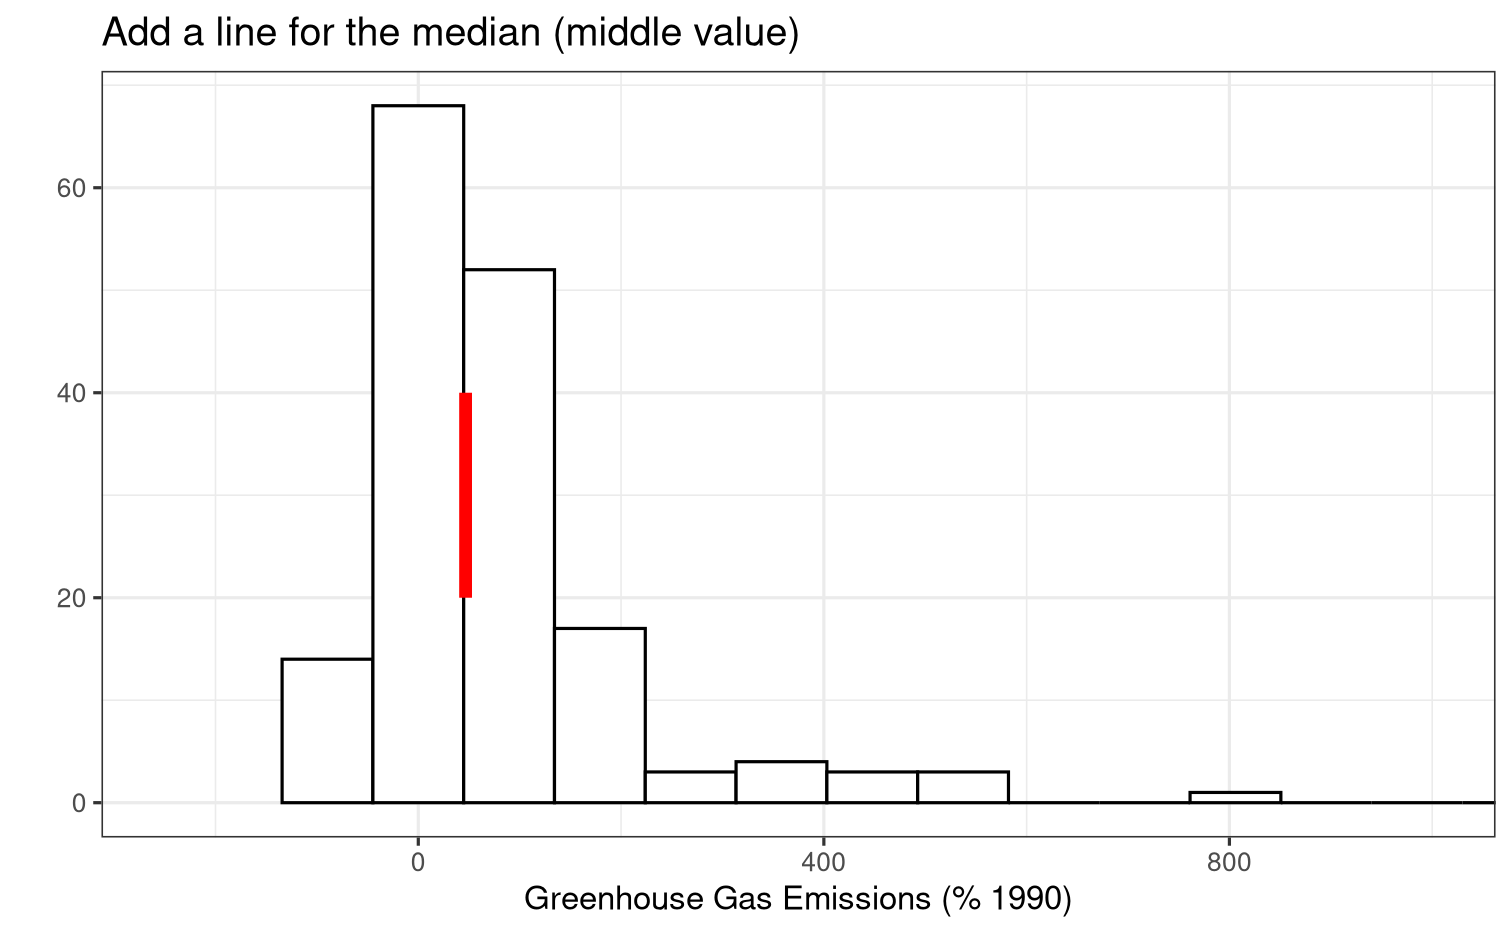 Add a line for the median (middle value)
60
40
20
0
0 400 800
Greenhouse Gas Emissions (% 1990)